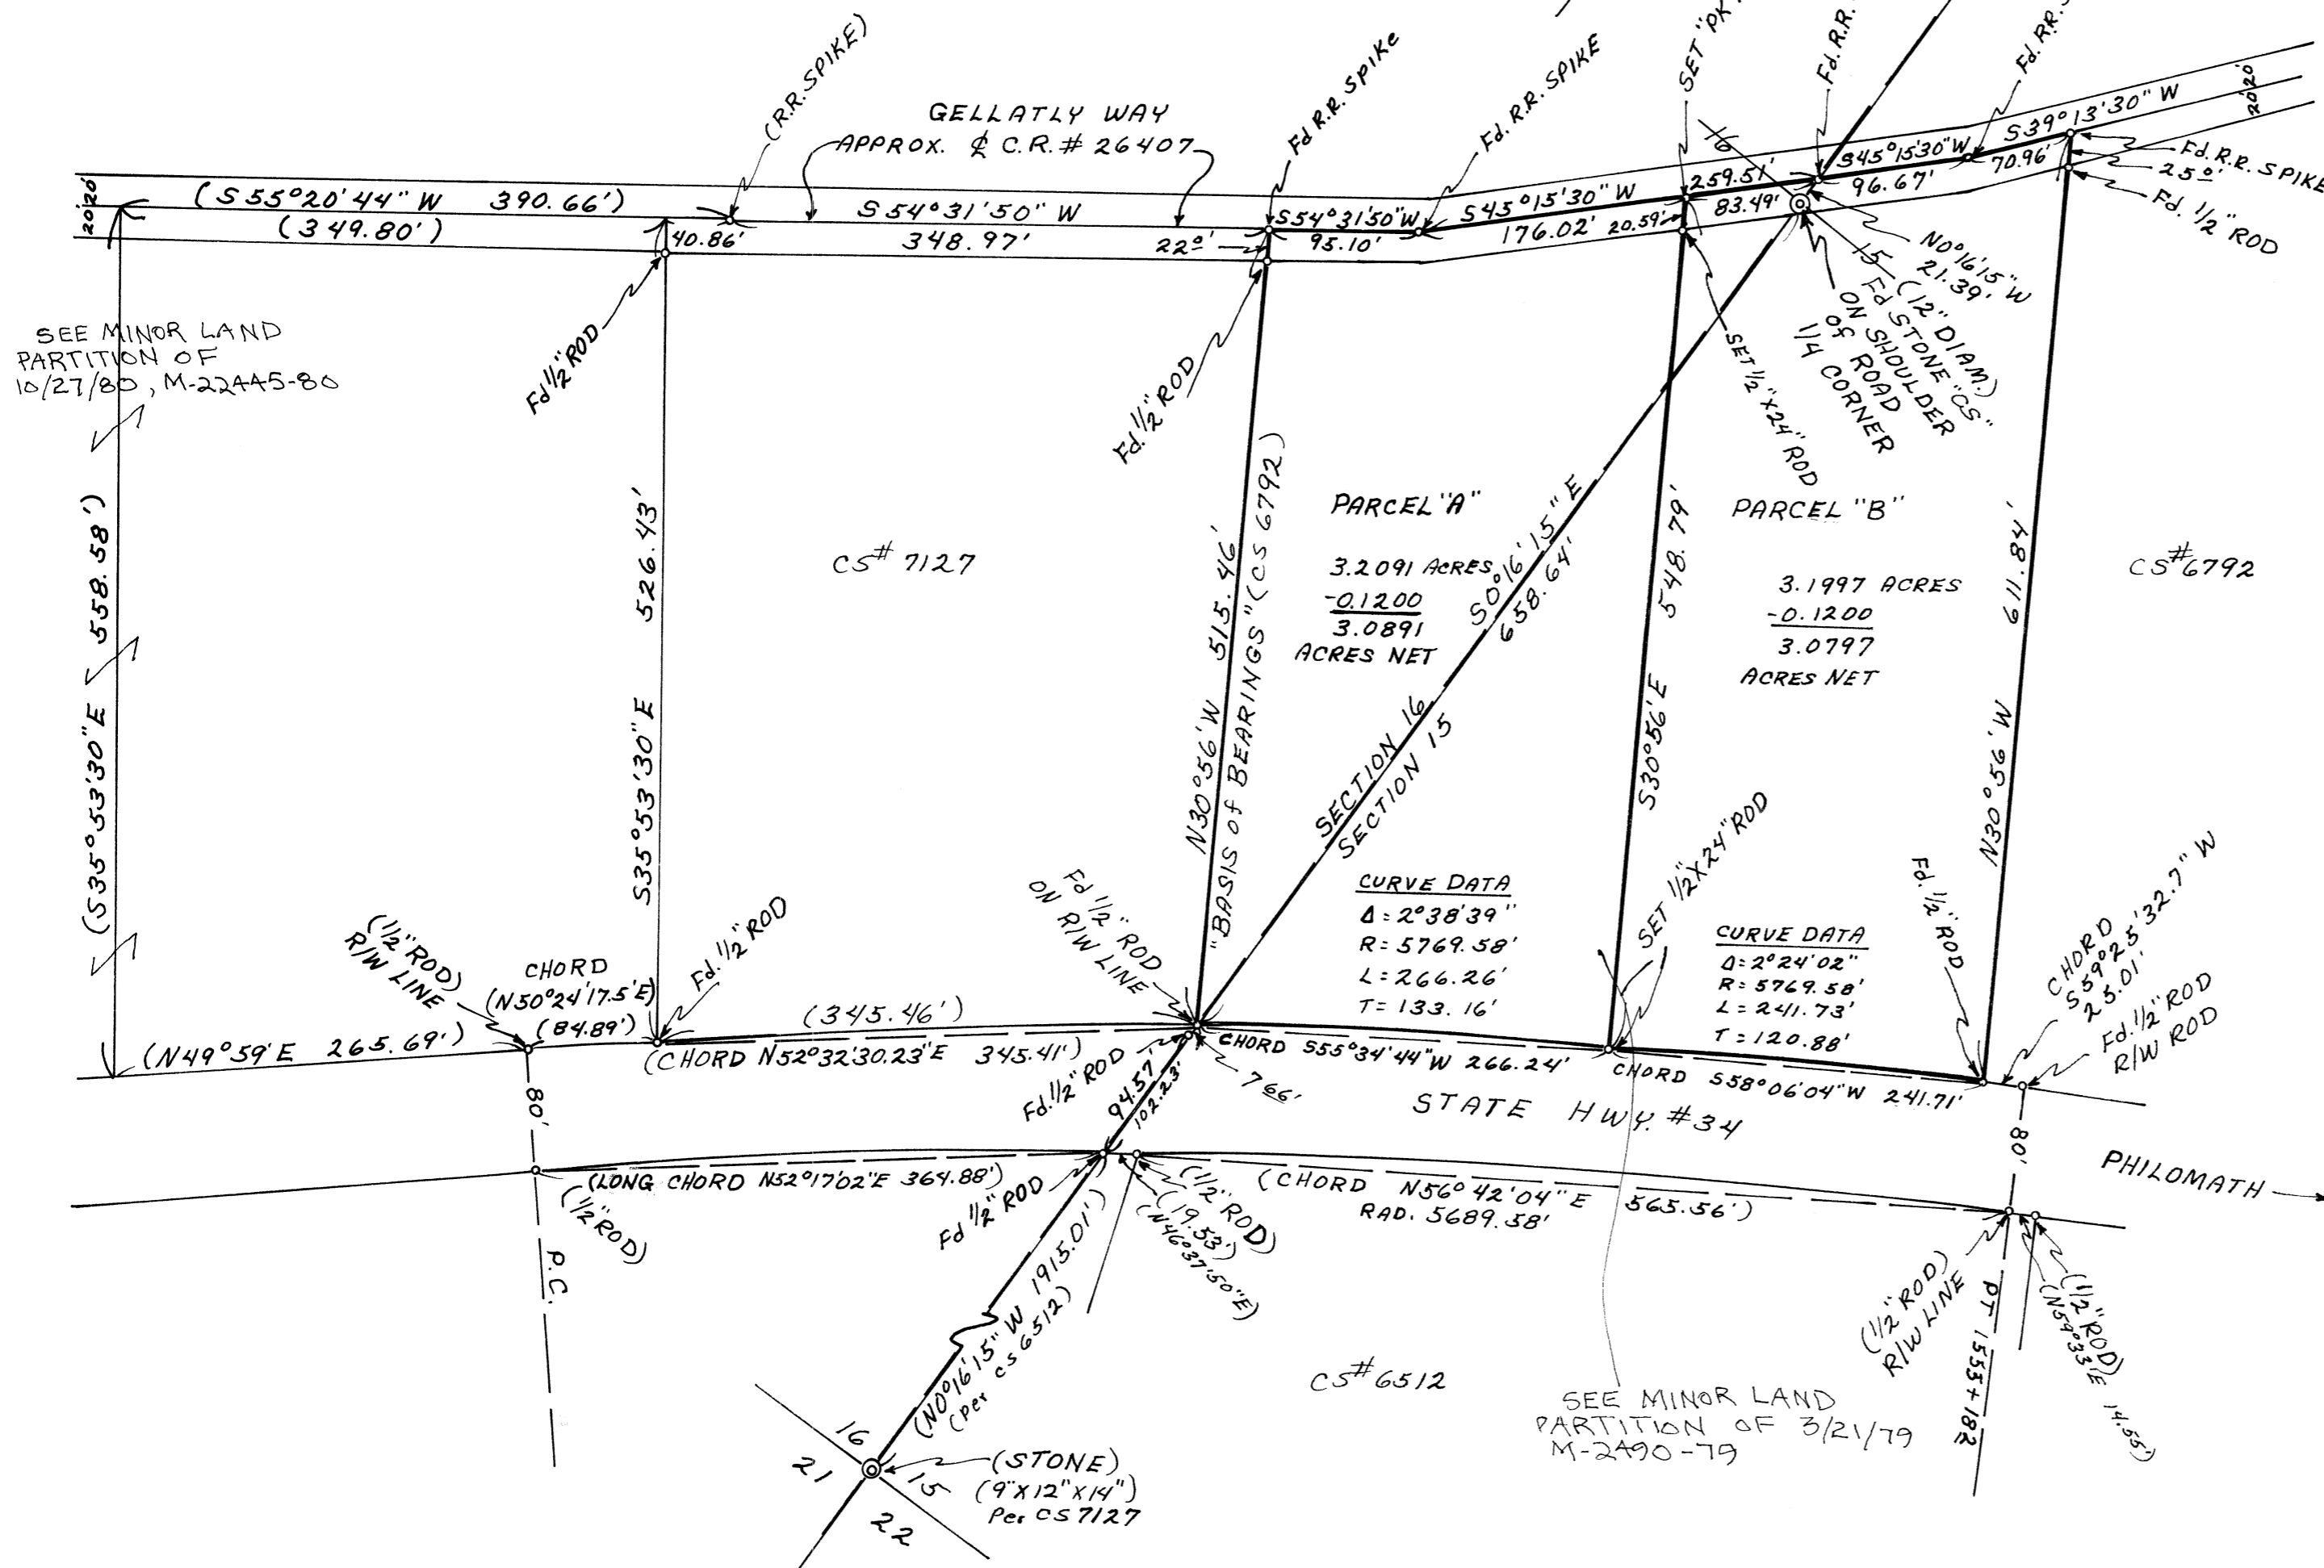 SET "PK
Fd. R.R.
Fd. R.R.
(R.R. SPIKE)
GELLATLY WAY
APPROX. ℄ C.R.# 26407
Fd R.R. SPIKe
Fd. R.R. SPIKE
20' 20'
(S55°20'44"W 390.66')
(349.80')
40.86'
S54°31'50"W
348.97'
22º'
S54°31'50"W
95.10'
S45°15'30"W
176.02'
20.59'
259.51'
83.49'
16
15
S45°15'30"W
96.67'
S39°13'30"W
70.96'
20' 20'
Fd. R.R. SPIKE
25º'
Fd. 1/2" ROD
N0°16'15"W
21.39'
Fd STONE "CS"
(12" DIAM.)
ON SHOULDER
Of ROAD
1/4 CORNER
SET 1/2"X24" ROD
SEE MINOR LAND
PARTITION OF
10/27/80, M-22445-80
Fd 1/2" ROD
Fd. 1/2" ROD
(S35°53'30"E 558.58')
S35°53'30"E 526.43'
CS# 7127
N30°56'W 515.46'
"BASIS of BEARINGS" (CS 6792)
PARCEL "A"
3.2091 ACRES
-0.1200
3.0891
ACRES NET
S0°16'15"E
658.64'
SECTION 16
SECTION 15
S30°56'E 548.79'
PARCEL "B"
3.1997 ACRES
-0.1200
3.0797
ACRES NET
N30°56'W 611.84'
CS# 6792
CURVE DATA
Δ=2°38'39"
R=5769.58'
L=266.26'
T=133.16'
SET 1/2"X24" ROD
CURVE DATA
Δ=2°24'02"
R=5769.58'
L=241.73'
T=120.88'
Fd. 1/2" ROD
CHORD
S59°25'32.7"W
25.01'
Fd. 1/2" ROD
R/W ROD
(1/2" ROD)
R/W LINE
CHORD
(N50°24'17.5'E)
(84.89')
Fd. 1/2" ROD
Fd 1/2" ROD
ON R/W LINE
(N49°59'E 265.69')
(345.46')
(CHORD N52°32'30.23"E 345.41')
CHORD S55°34'44"W 266.24'
CHORD S58°06'04"W 241.71'
Fd. 1/2" ROD
94.57'
102.23'
7.66'
STATE HWY. #34
80'
80'
PHILOMATH
(LONG CHORD N52°17'02"E 364.88')
(1/2" ROD)
P.C.
Fd 1/2" ROD
(1/2" ROD)
(19.53')
(N46°37'50"E)
(CHORD N56°42'04"E 565.56')
RAD. 5689.58'
(N0°16'15"W 1915.01')
(Per CS 6512)
CS# 6512
(1/2" ROD)
R/W LINE
PT 1555+182
(1/2" ROD)
(N59°33'E 14.55')
SEE MINOR LAND
PARTITION OF 3/21/79
M-2490-79
16
21
15
22
(STONE)
(9"X12"X14")
Per CS 7127